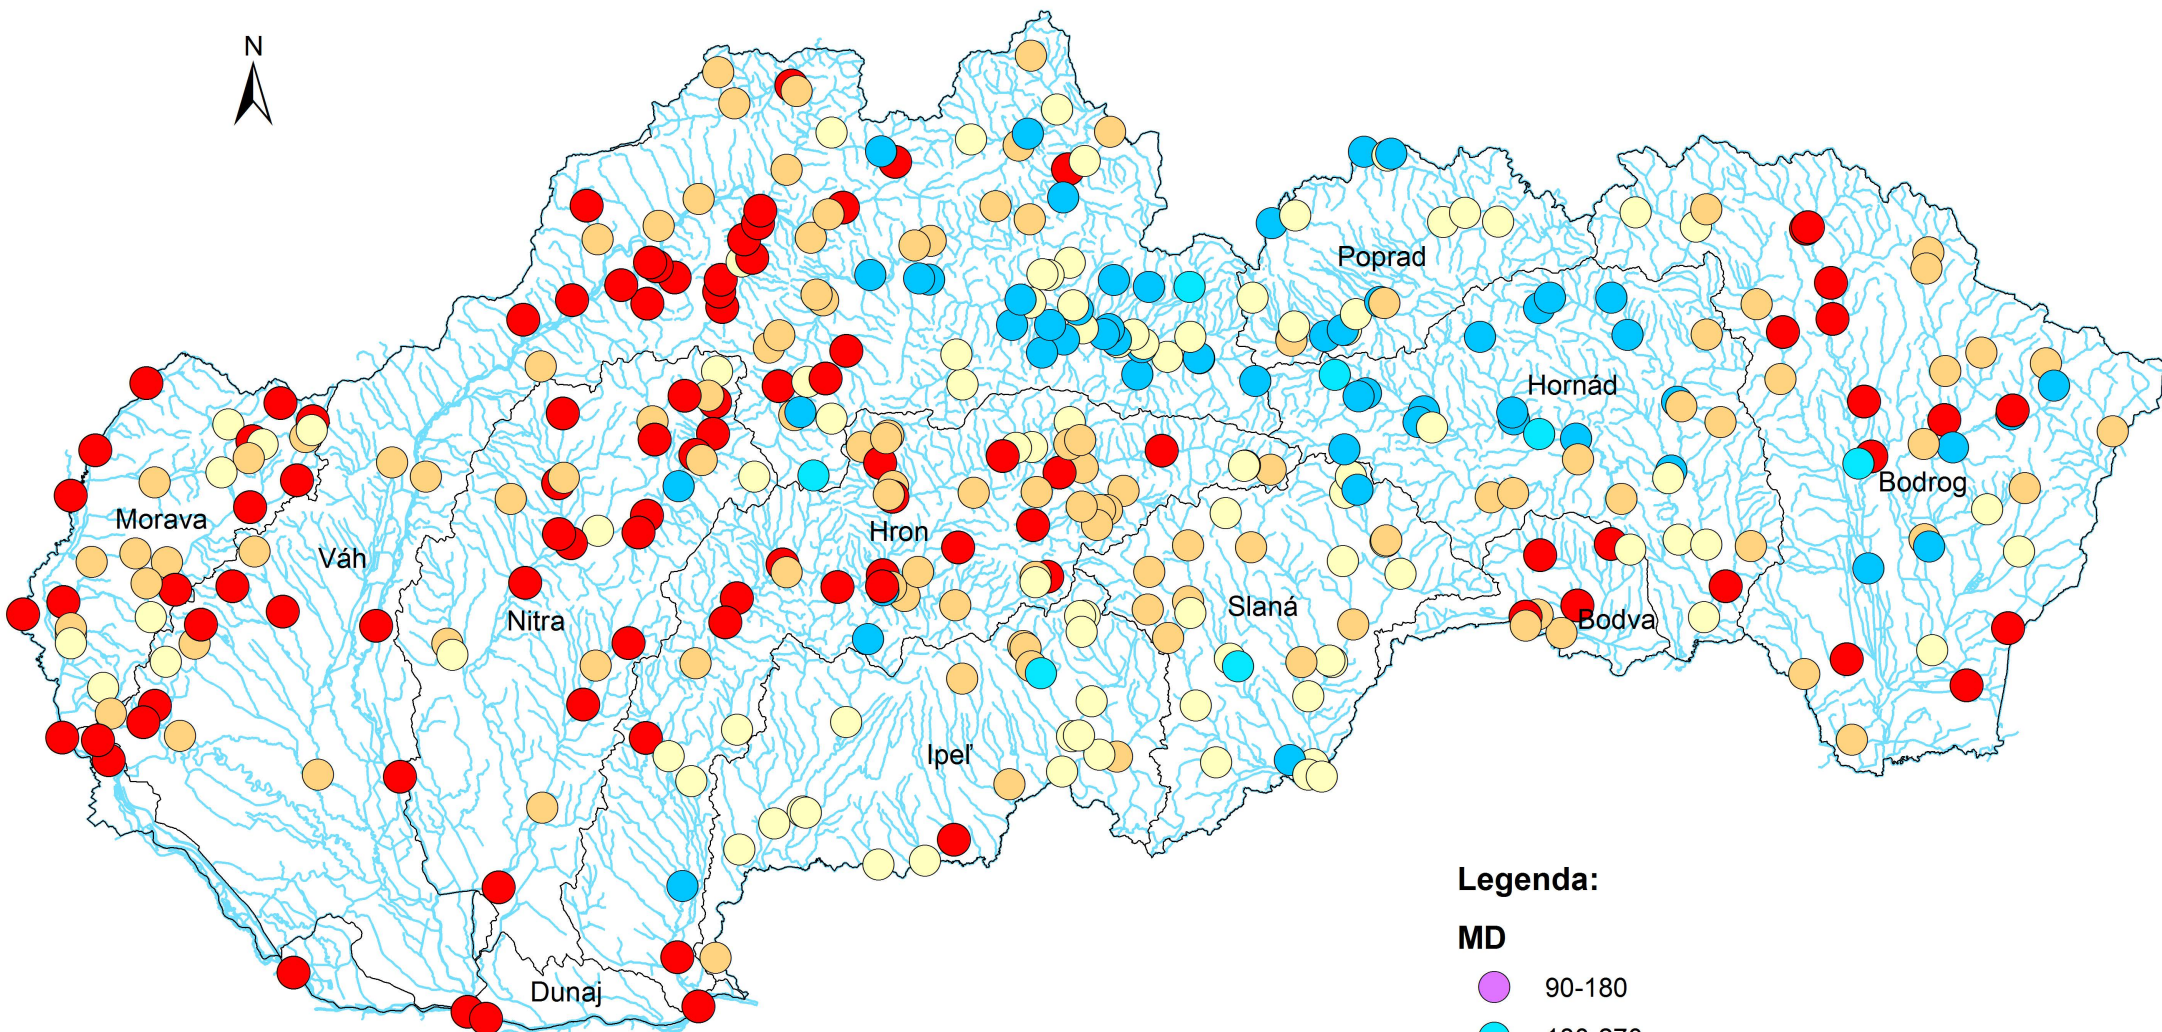 N
Poprad
Hornád
Bodrog
Morava
Hron
Váh
Slaná
Nitra
Bodva
Ipeľ
Dunaj
Legenda:
MD
90-180